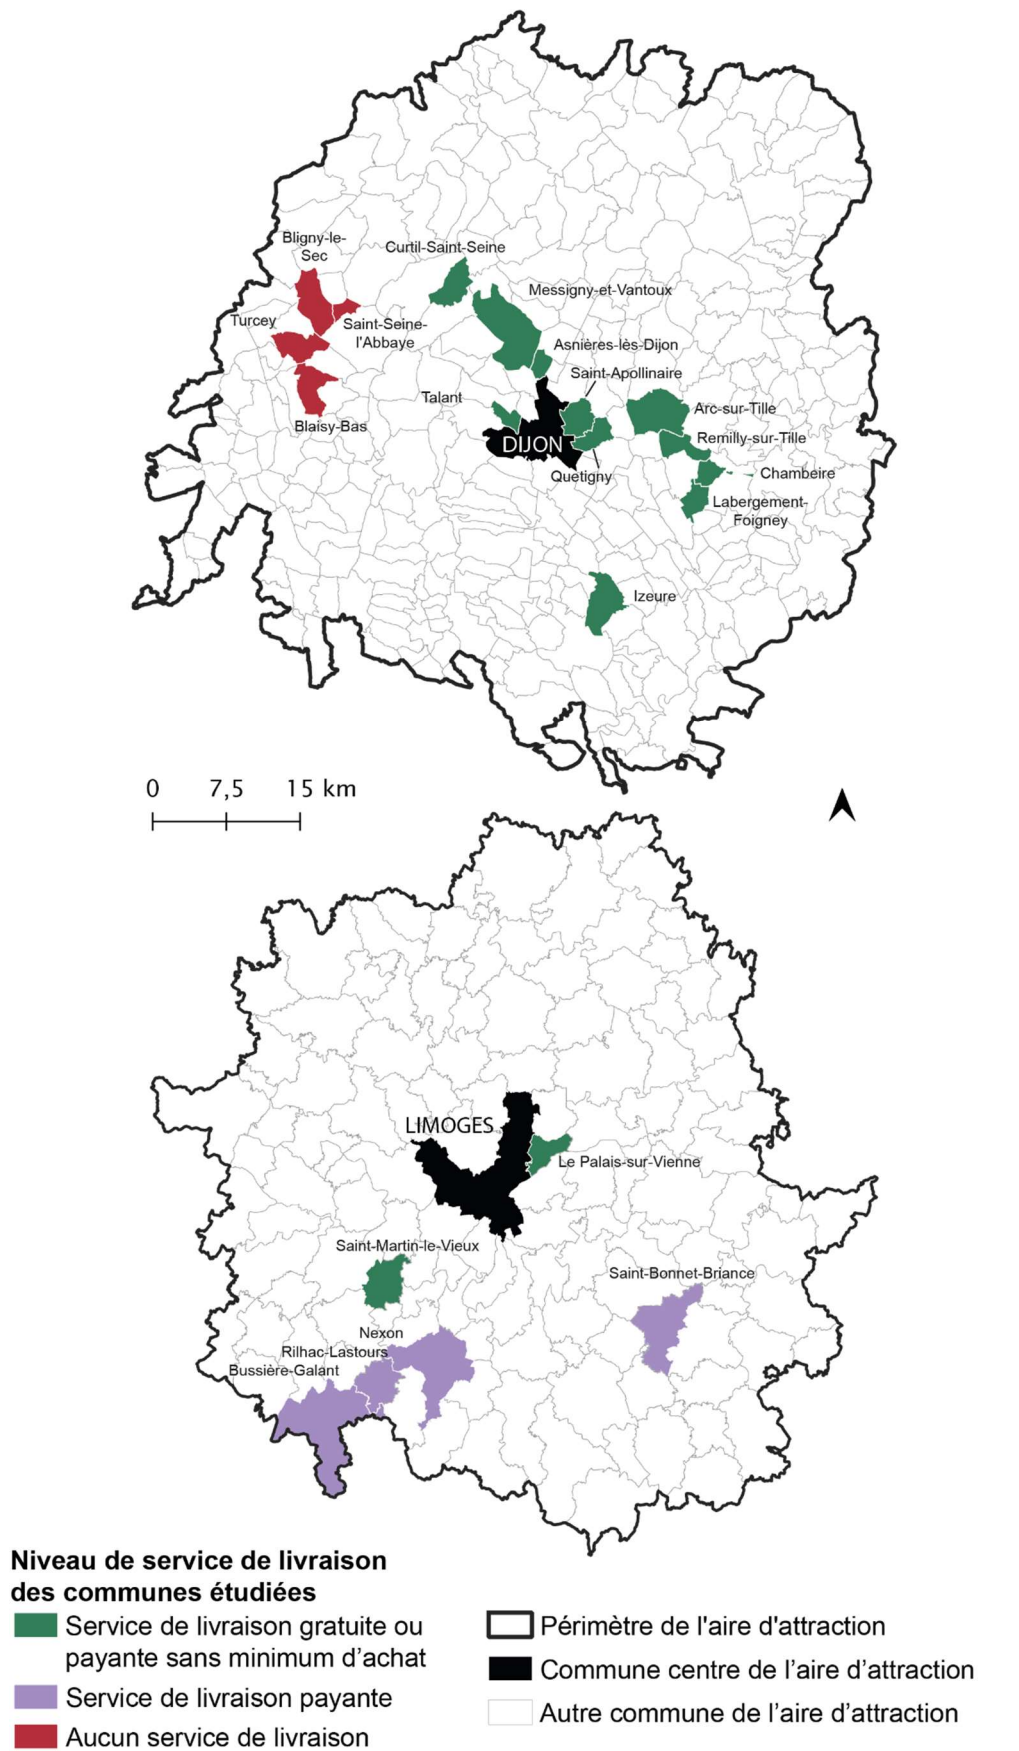 Bligny-le-
Sec
Curtil-Saint-Seine
Messigny-et-Vantoux
Turcey
Saint-Seine-
l'Abbaye
Asnières-lès-Dijon
Saint-Apollinaire
Talant
Arc-sur-Tille
Blaisy-Bas
DIJON
Remilly-sur-Tille
Quetigny
Chambeire
Labergement-
Foigney
Izeure
0 7,5 15 km
LIMOGES
Le Palais-sur-Vienne
Saint-Martin-le-Vieux
Saint-Bonnet-Briance
Nexon
Rilhac-Lastours
Bussière-Galant
Niveau de service de livraison
des communes étudiées
Service de livraison gratuite ou
payante sans minimum d’achat
Service de livraison payante
Aucun service de livraison
Périmètre de l'aire d'attraction
Commune centre de l’aire d’attraction
Autre commune de l’aire d’attraction